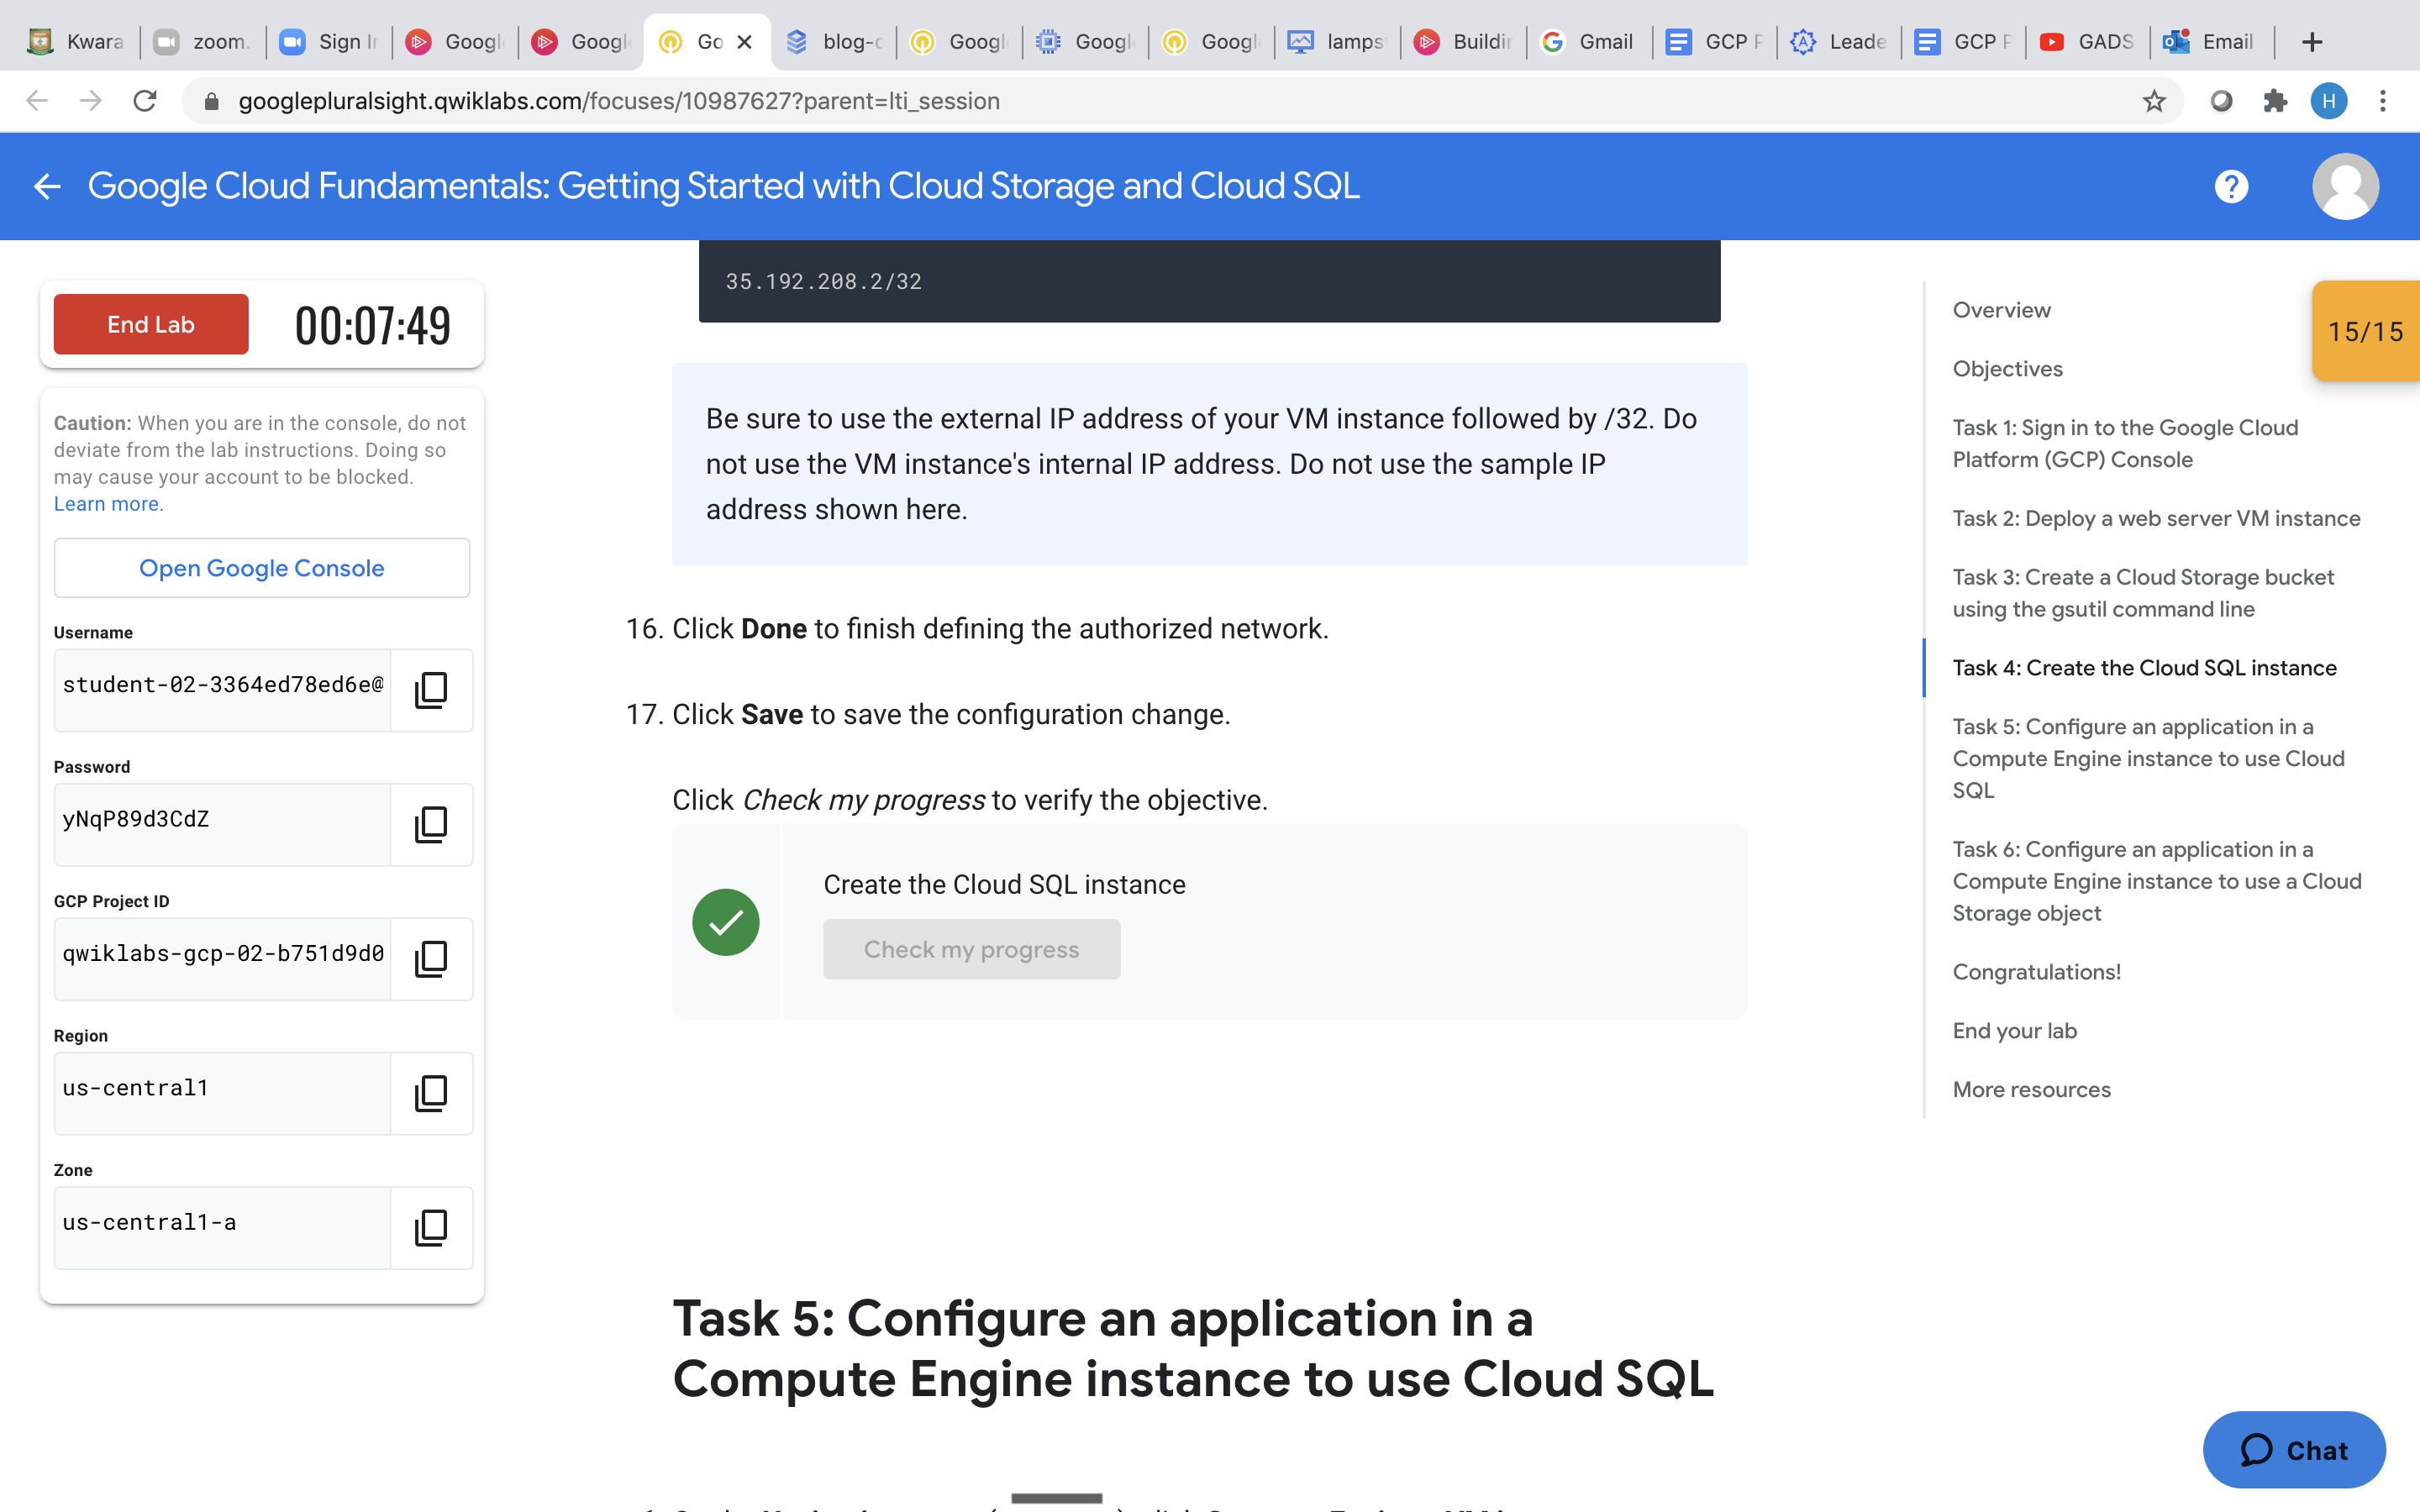 Kwara
zoom.
Sign I
Googl
Googl
Go
blog-c
Googl
Googl
Googl
lamps
Buildin
Gmail
GCP P
Leade
GCP P
GADS
Email
googlepluralsight.qwiklabs.com/focuses/10987627?parent=lti_session
H
Google Cloud Fundamentals: Getting Started with Cloud Storage and Cloud SQL
End Lab
00:07:49
Caution: When you are in the console, do not
deviate from the lab instructions. Doing so
may cause your account to be blocked.
Learn more.
Open Google Console
Username
student-02-3364ed78ed6e@
Password
yNqP89d3CdZ
GCP Project ID
qwiklabs-gcp-02-b751d9d0
Region
us-central1
Zone
us-central1-a
35.192.208.2/32
Be sure to use the external IP address of your VM instance followed by /32. Do
not use the VM instance's internal IP address. Do not use the sample IP
address shown here.
16. Click Done to finish defining the authorized network.
17. Click Save to save the configuration change.
Click Check my progress to verify the objective.
Create the Cloud SQL instance
Check my progress
Task 5: Configure an application in a
Compute Engine instance to use Cloud SQL
Overview
Objectives
Task 1: Sign in to the Google Cloud
Platform (GCP) Console
Task 2: Deploy a web server VM instance
Task 3: Create a Cloud Storage bucket
using the gsutil command line
Task 4: Create the Cloud SQL instance
Task 5: Configure an application in a
Compute Engine instance to use Cloud
SQL
Task 6: Configure an application in a
Compute Engine instance to use a Cloud
Storage object
Congratulations!
End your lab
More resources
15/15
Chat